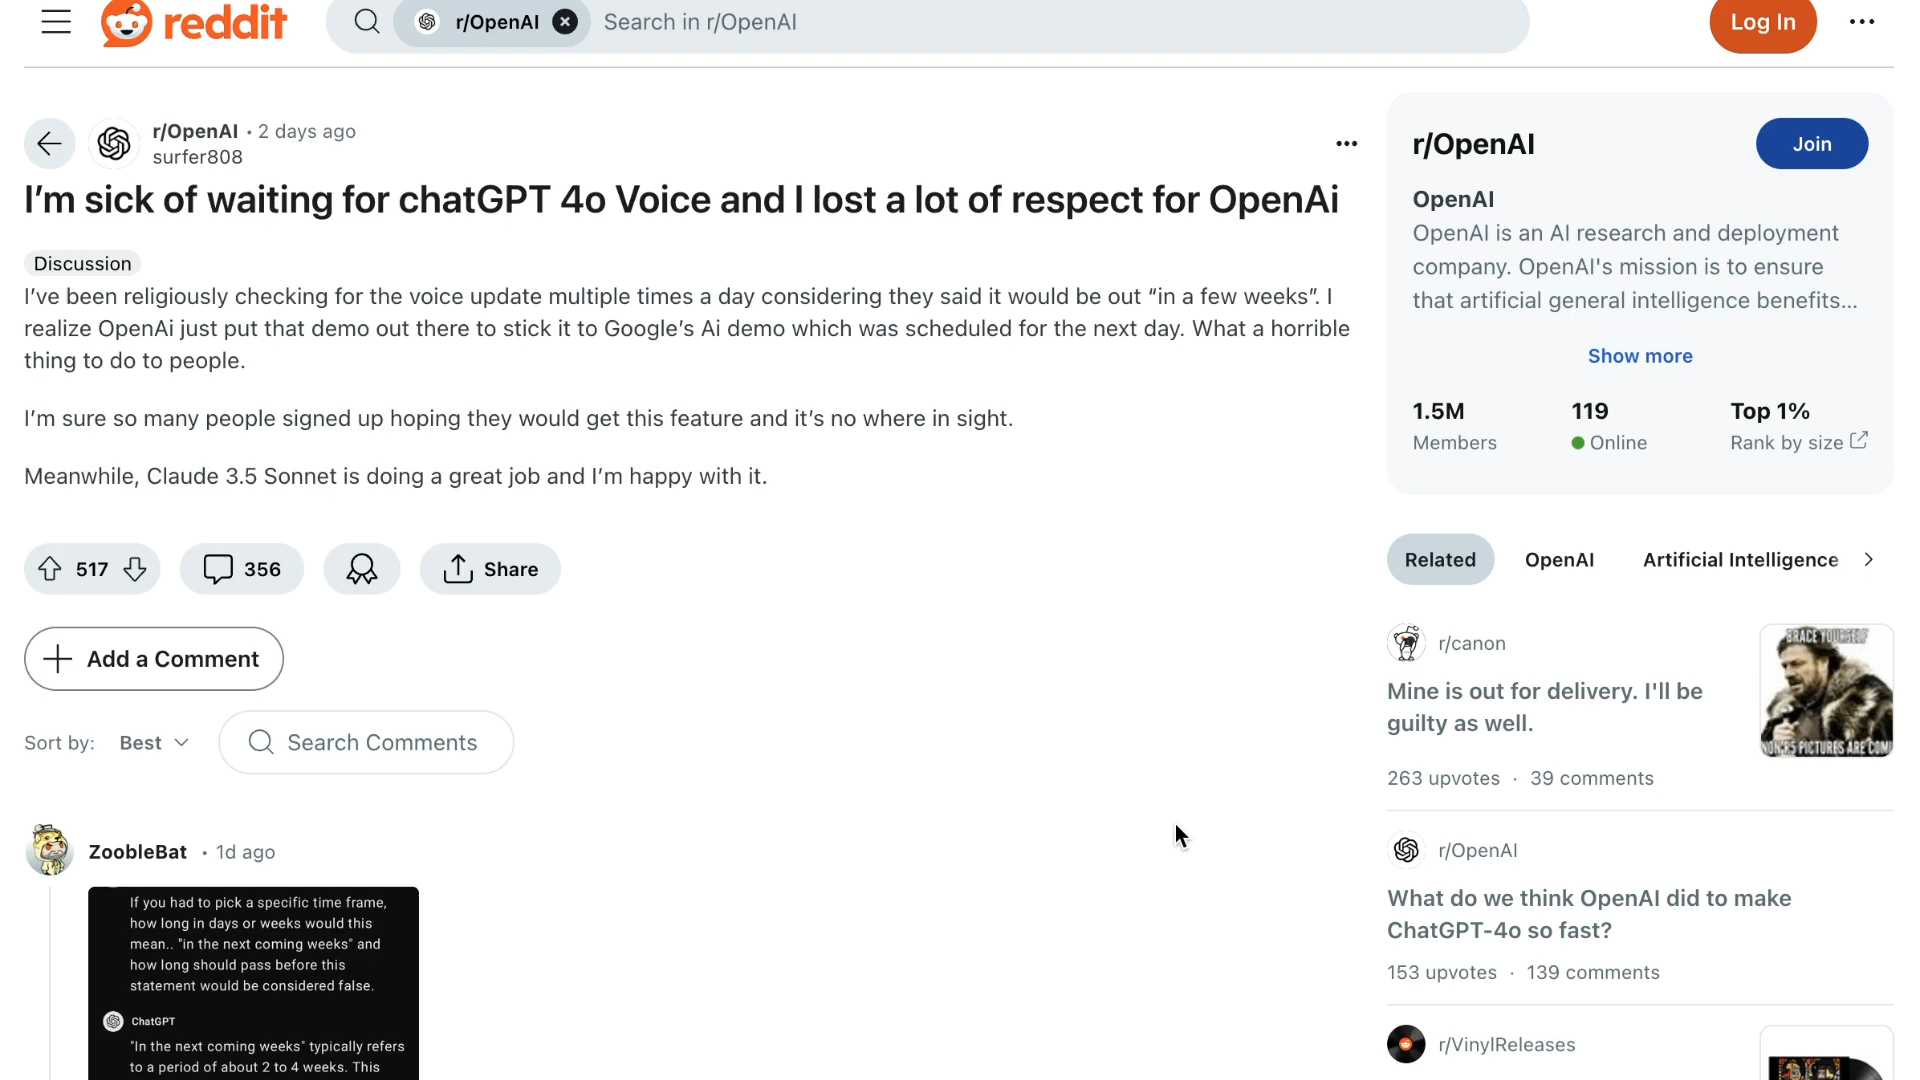 reddit
r/OpenAI
Search in r/OpenAI
Log In
r/OpenAI • 2 days ago
surfer808
I’m sick of waiting for chatGPT 4o Voice and I lost a lot of respect for OpenAi
Discussion
I’ve been religiously checking for the voice update multiple times a day considering they said it would be out “in a few weeks”. I
realize OpenAi just put that demo out there to stick it to Google’s Ai demo which was scheduled for the next day. What a horrible
thing to do to people.
I’m sure so many people signed up hoping they would get this feature and it’s no where in sight.
Meanwhile, Claude 3.5 Sonnet is doing a great job and I’m happy with it.
517
356
Share
Add a Comment
Sort by: Best
Search Comments
ZoobleBat • 1d ago
If you had to pick a specific time frame,
how long in days or weeks would this
mean.. "in the next coming weeks" and
how long should pass before this
statement would be considered false.
ChatGPT
"In the next coming weeks" typically refers
to a period of about 2 to 4 weeks. This
r/OpenAI
Join
OpenAI
OpenAI is an AI research and deployment
company. OpenAI's mission is to ensure
that artificial general intelligence benefits...
Show more
1.5M
Members
119
Online
Top 1%
Rank by size
Related
OpenAI
Artificial Intelligence
r/canon
Mine is out for delivery. I'll be
guilty as well.
BRACE YOURSELF
PICTURES ARE COMI
263 upvotes · 39 comments
r/OpenAI
What do we think OpenAI did to make
ChatGPT-4o so fast?
153 upvotes · 139 comments
r/VinylReleases